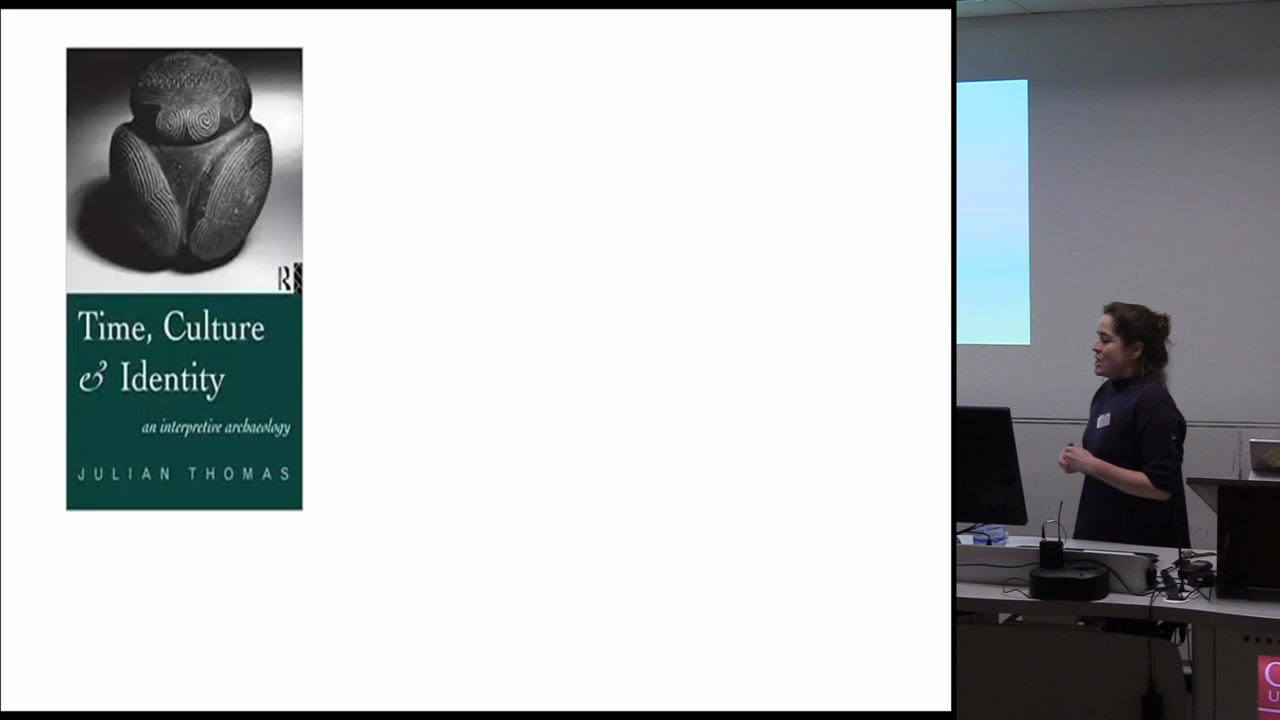 R
Time, Culture
& Identity
an interpretive archaeology
JULIAN THOMAS